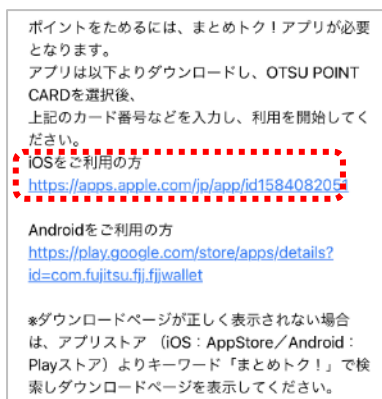 ポイントをためるには、まとめトク！アプリが必要
となります。
アプリは以下よりダウンロードし、OTSU POINT
CARDを選択後、
上記のカード番号などを入力し、利用を開始してく
ださい。
iOSをご利用の方
https://apps.apple.com/jp/app/id1584082051
Androidをご利用の方
https://play.google.com/store/apps/details?
id=com.fujitsu.fjj.fjjwallet
※ダウンロードページが正しく表示されない場合
は、アプリストア （iOS：AppStore／Android：
Playストア）よりキーワード「まとめトク！」で検
索しダウンロードページを表示してください。